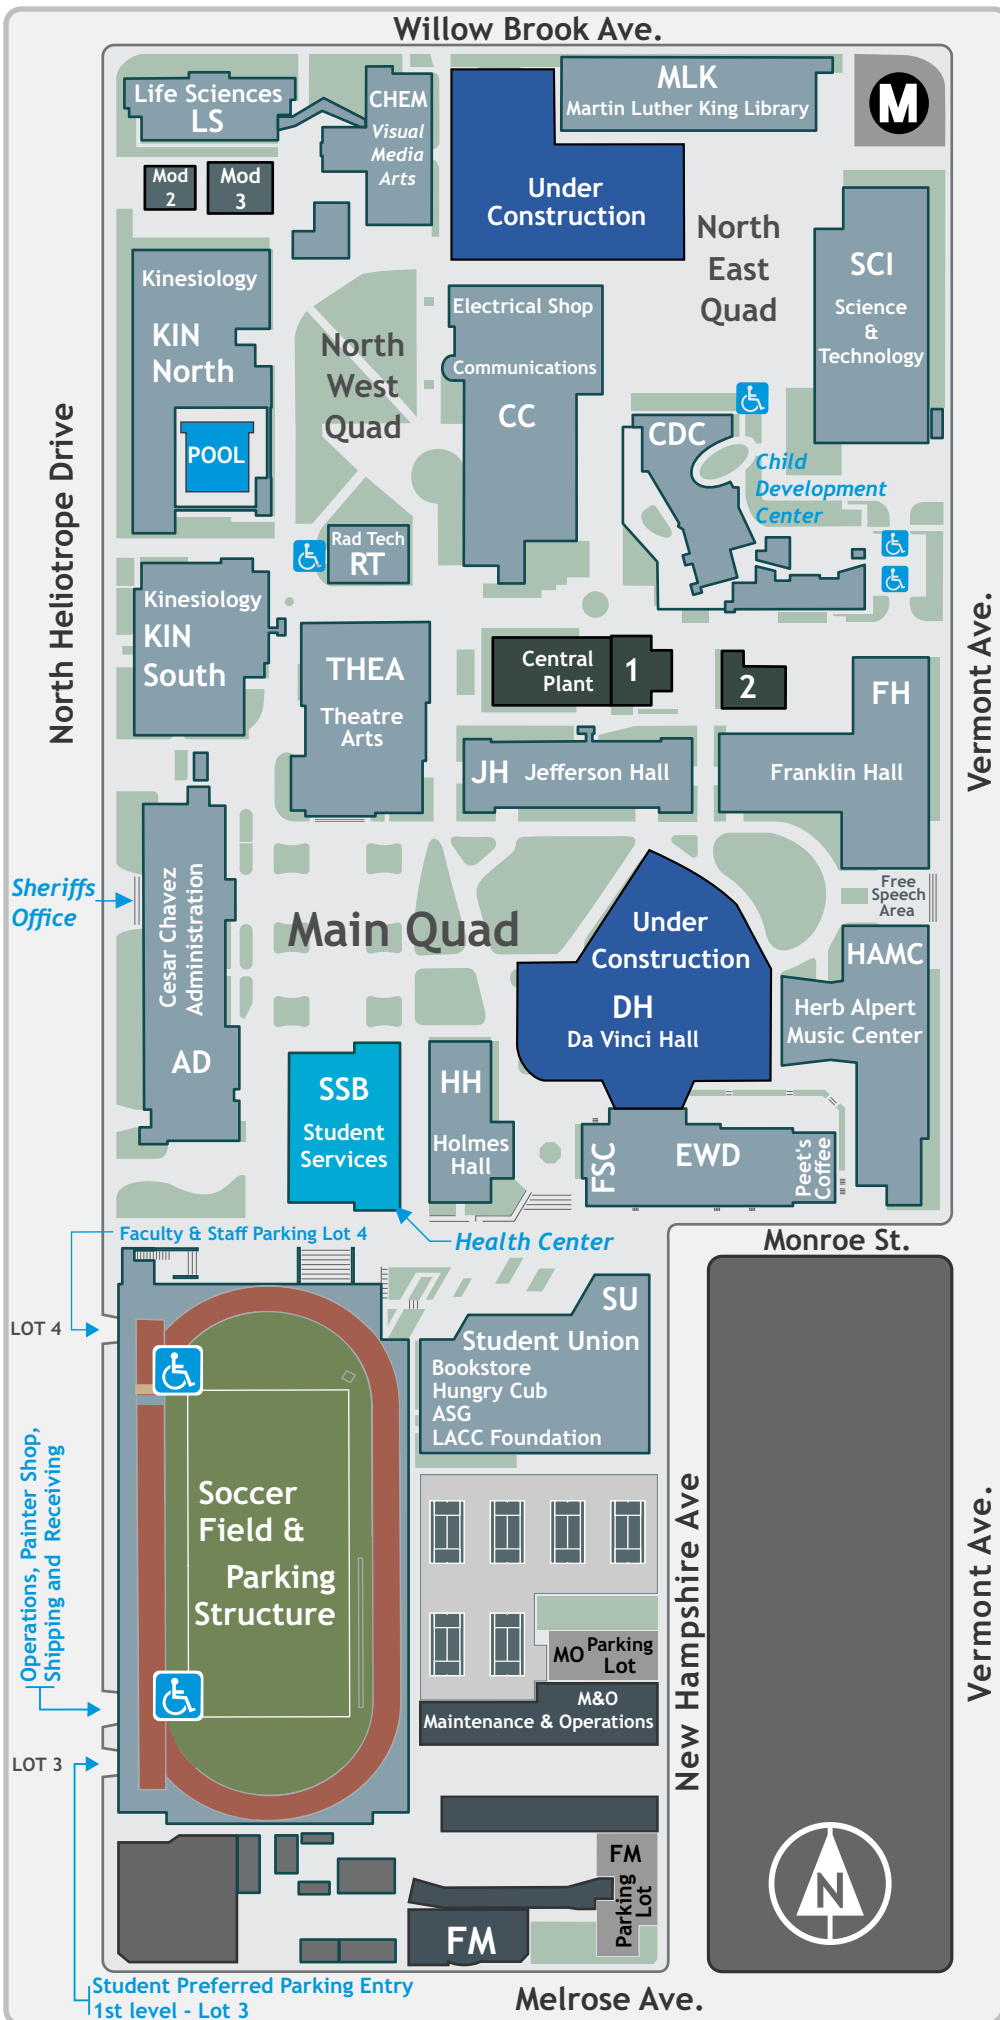 Willow Brook Ave.
Life Sciences
LS
CHEM
Visual
Media
Arts
MLK
Martin Luther King Library
M
Mod
2
Mod
3
Under
Construction
North
East
Quad
SCI
Science
&
Technology
Kinesiology
KIN
North
POOL
North
West
Quad
Electrical Shop
Communications
CC
CDC
Child
Development
Center
North Heliotrope Drive
Rad Tech
RT
Kinesiology
KIN
South
THEA
Theatre
Arts
Central
Plant
1
2
FH
Franklin Hall
JH Jefferson Hall
Vermont Ave.
Sheriffs
Office
Cesar Chavez
Administration
AD
Main Quad
Under
Construction
DH
Da Vinci Hall
Free
Speech
Area
HAMC
Herb Alpert
Music Center
SSB
Student
Services
HH
Holmes
Hall
FSC
EWD
Peet's
Coffee
Health Center
Monroe St.
Faculty & Staff Parking Lot 4
LOT 4
SU
Student Union
Bookstore
Hungry Cub
ASG
LACC Foundation
Operations, Painter Shop,
Shipping and Receiving
Soccer
Field &
Parking
Structure
MO Parking
Lot
M&O
Maintenance & Operations
New Hampshire Ave
Vermont Ave.
LOT 3
FM
Parking
Lot
FM
N
Student Preferred Parking Entry
1st level - Lot 3
Melrose Ave.